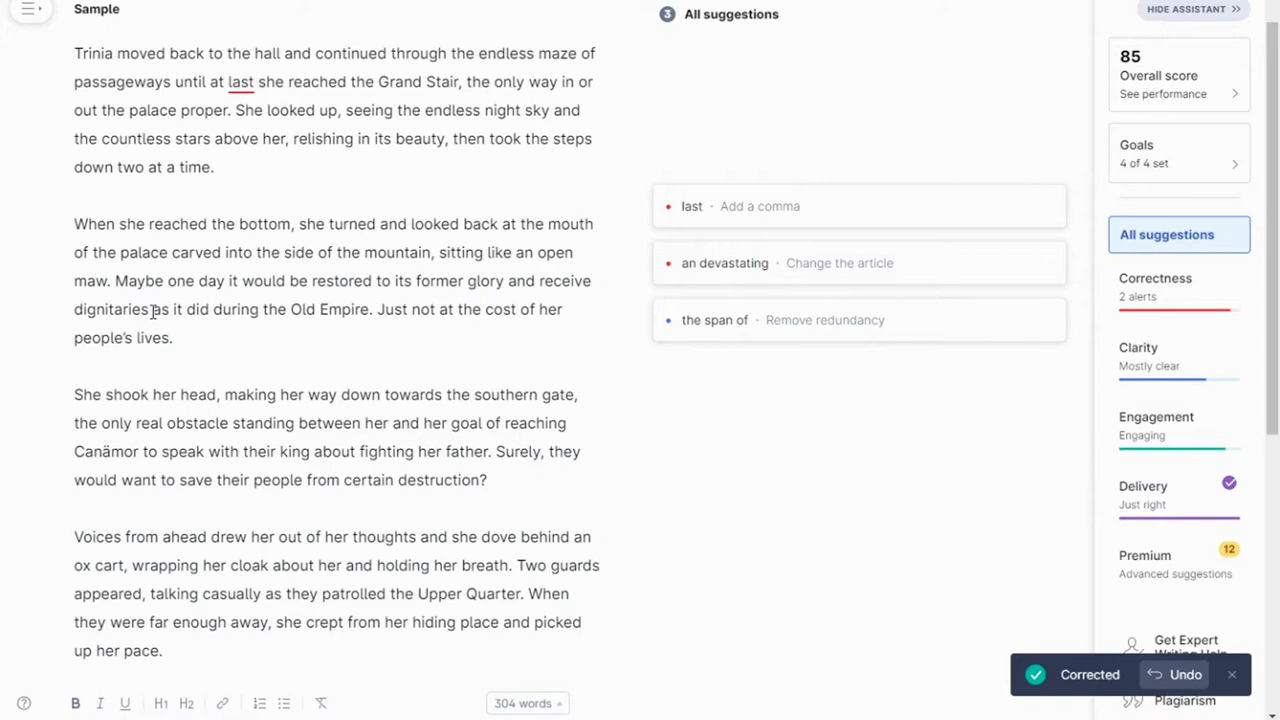 Sample
Trinia moved back to the hall and continued through the endless maze of
passageways until at last she reached the Grand Stair, the only way in or
out the palace proper. She looked up, seeing the endless night sky and
the countless stars above her, relishing in its beauty, then took the steps
down two at a time.
When she reached the bottom, she turned and looked back at the mouth
of the palace carved into the side of the mountain, sitting like an open
maw. Maybe one day it would be restored to its former glory and receive
dignitaries as it did during the Old Empire. Just not at the cost of her
people's lives.
She shook her head, making her way down towards the southern gate,
the only real obstacle standing between her and her goal of reaching
Canämor to speak with their king about fighting her father. Surely, they
would want to save their people from certain destruction?
Voices from ahead drew her out of her thoughts and she dove behind an
ox cart, wrapping her cloak about her and holding her breath. Two guards
appeared, talking casually as they patrolled the Upper Quarter. When
they were far enough away, she crept from her hiding place and picked
up her pace.
B I U H1 H2
304 words
3 All suggestions
last · Add a comma
an devastating · Change the article
the span of · Remove redundancy
HIDE ASSISTANT
85
Overall score
See performance
Goals
4 of 4 set
All suggestions
Correctness
2 alerts
Clarity
Mostly clear
Engagement
Engaging
Delivery
Just right
Premium 12
Advanced suggestions
Get Expert
Writing Help
Corrected Undo
Plagiarism